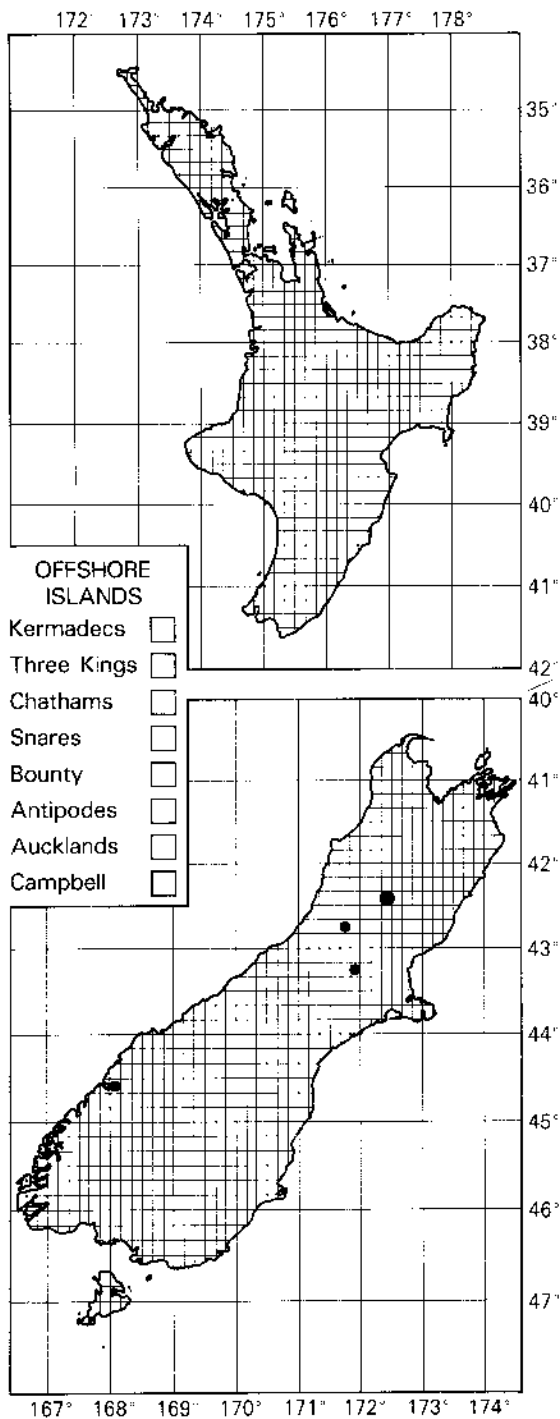 172° 173° 174° 175° 176° 177° 178°
35°
36°
37°
38°
39°
40°
41°
42°
OFFSHORE
ISLANDS
Kermadecs
Three Kings
Chathams
Snares
Bounty
Antipodes
Aucklands
Campbell
40°
41°
42°
43°
44°
45°
46°
47°
167° 168° 169° 170° 171° 172° 173° 174°